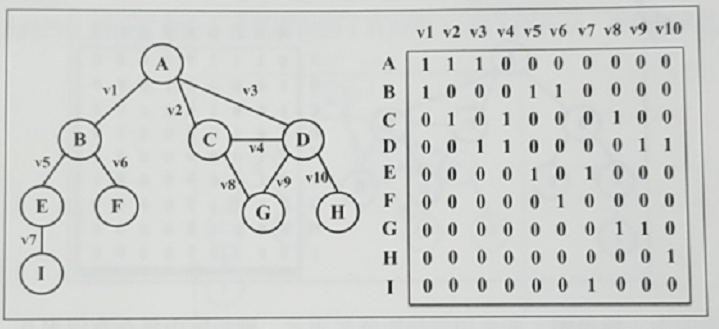 A
v1
v2
v3
B
C
v4
D
v5
v6
v8
v9
v10
E
F
G
H
v7
I
v1 v2 v3 v4 v5 v6 v7 v8 v9 v10
A 1 1 1 0 0 0 0 0 0 0
B 1 0 0 0 1 1 0 0 0 0
C 0 1 0 1 0 0 0 1 0 0
D 0 0 1 1 0 0 0 0 1 1
E 0 0 0 0 1 0 1 0 0 0
F 0 0 0 0 0 1 0 0 0 0
G 0 0 0 0 0 0 0 1 1 0
H 0 0 0 0 0 0 0 0 0 1
I 0 0 0 0 0 0 1 0 0 0